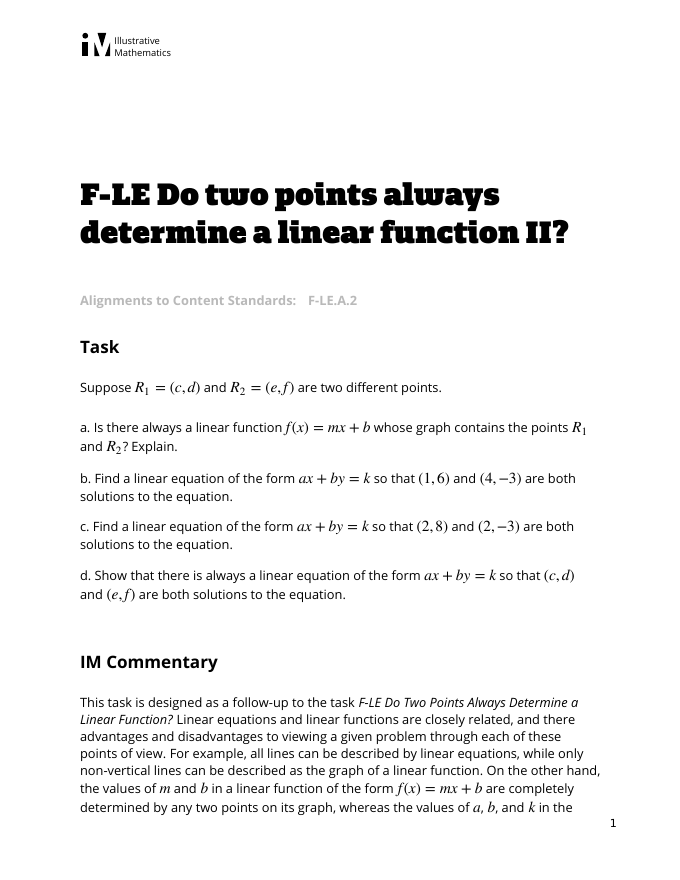 Illustrative
Mathematics
F-LE Do two points always
determine a linear function II?
Alignments to Content Standards: F-LE.A.2
Task
Suppose R₁ = (c, d) and R₂ = (e, f) are two different points.
a. Is there always a linear function f(x) = mx + b whose graph contains the points R₁
and R₂? Explain.
b. Find a linear equation of the form ax + by = k so that (1, 6) and (4, −3) are both
solutions to the equation.
c. Find a linear equation of the form ax + by = k so that (2, 8) and (2, −3) are both
solutions to the equation.
d. Show that there is always a linear equation of the form ax + by = k so that (c, d)
and (e, f) are both solutions to the equation.
IM Commentary
This task is designed as a follow-up to the task F-LE Do Two Points Always Determine a
Linear Function? Linear equations and linear functions are closely related, and there
advantages and disadvantages to viewing a given problem through each of these
points of view. For example, all lines can be described by linear equations, while only
non-vertical lines can be described as the graph of a linear function. On the other hand,
the values of m and b in a linear function of the form f(x) = mx + b are completely
determined by any two points on its graph, whereas the values of a, b, and k in the
1